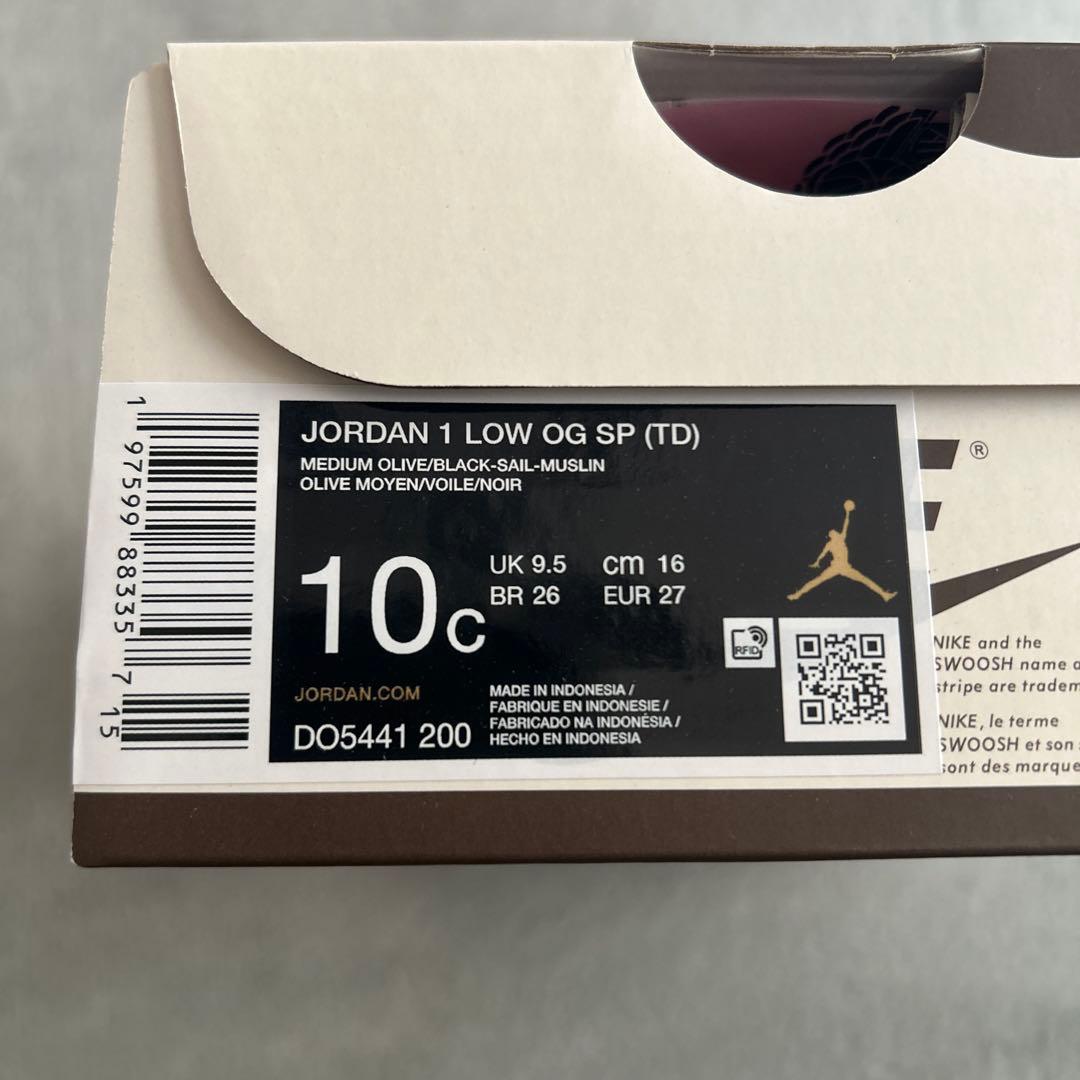 JORDAN 1 LOW OG SP (TD)
MEDIUM OLIVE/BLACK-SAIL-MUSLIN
OLIVE MOYEN/VOILE/NOIR
10C
UK 9.5 cm 16
BR 26 EUR 27
RFID
JORDAN.COM
DO5441 200
MADE IN INDONESIA /
FABRIQUE EN INDONESIE /
FABRICADO NA INDONÉSIA /
HECHO EN INDONESIA
1 97599 88335 7
15
®
NIKE and the
SWOOSH name
stripe are
NIKE, le terme
SWOOSH et son
sont des